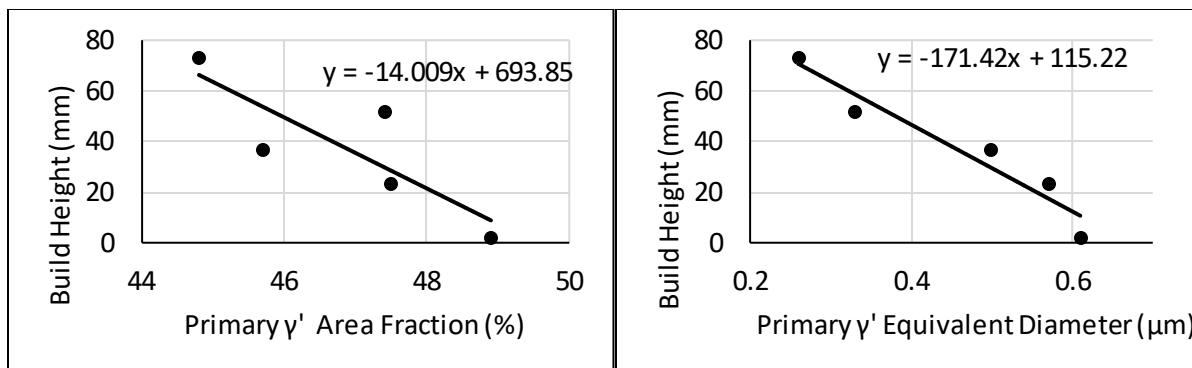 80
60
40
20
0
Build Height (mm)
y = -14.009x + 693.85
44 46 48 50
Primary γ' Area Fraction (%)
80
60
40
20
0
Build Height (mm)
y = -171.42x + 115.22
0.2 0.4 0.6
Primary γ' Equivalent Diameter (μm)